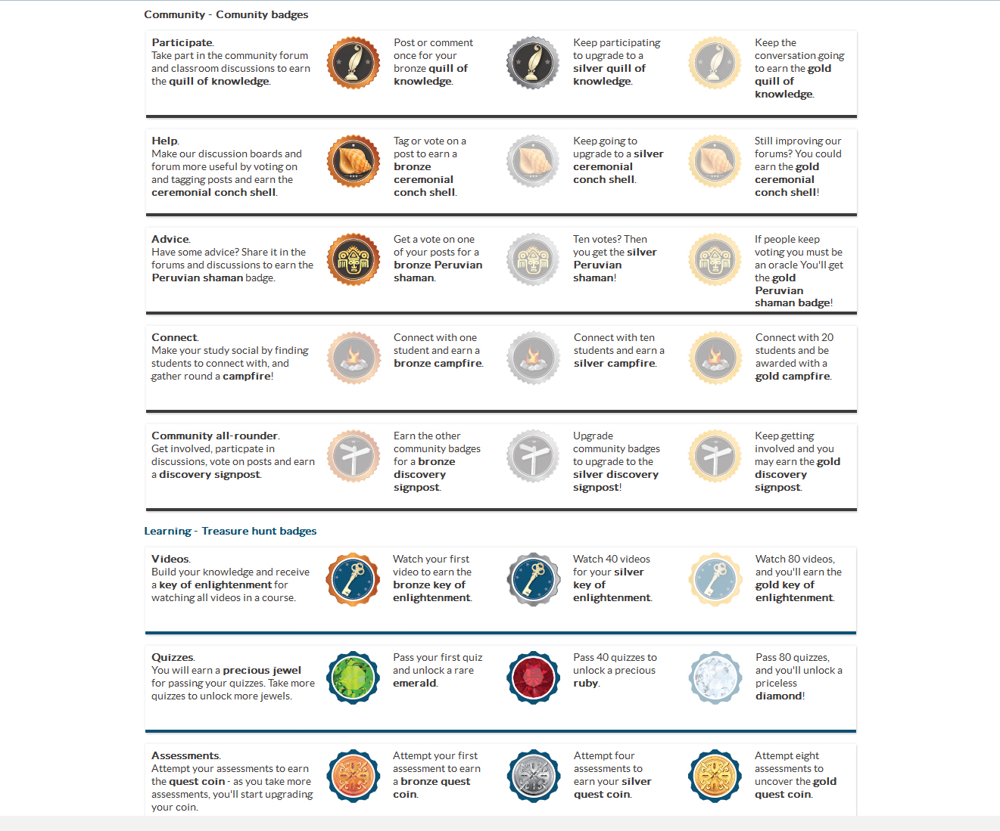 Community - Comunity badges
Participate.
Take part in the community forum
and classroom discussions to earn
the quill of knowledge.
Post or comment
once for your
bronze quill of
knowledge.
Keep participating
to upgrade to a
silver quill of
knowledge.
Keep the
conversation going
to earn the gold
quill of
knowledge.
Help.
Make our discussion boards and
forum more useful by voting on
and tagging posts and earn the
ceremonial conch shell.
Tag or vote on a
post to earn a
bronze
ceremonial
conch shell.
Keep going to
upgrade to a silver
ceremonial
conch shell.
Still improving our
forums? You could
earn the gold
ceremonial
conch shell!
Advice.
Have some advice? Share it in the
forums and discussions to earn the
Peruvian shaman badge.
Get a vote on one
of your posts for a
bronze Peruvian
shaman.
Ten votes? Then
you get the silver
Peruvian
shaman!
If people keep
voting you must be
an oracle You'll get
the gold
Peruvian
shaman badge!
Connect.
Make your study social by finding
students to connect with, and
gather round a campfire!
Connect with one
student and earn a
bronze campfire.
Connect with ten
students and earn a
silver campfire.
Connect with 20
students and be
awarded with a
gold campfire.
Community all-rounder.
Get involved, particpate in
discussions, vote on posts and earn
a discovery signpost.
Earn the other
community badges
for a bronze
discovery
signpost.
Upgrade
community badges
to upgrade to the
silver discovery
signpost!
Keep getting
involved and you
may earn the gold
discovery
signpost.
Learning - Treasure hunt badges
Videos.
Build your knowledge and receive
a key of enlightenment for
watching all videos in a course.
Watch your first
video to earn the
bronze key of
enlightenment.
Watch 40 videos
for your silver
key of
enlightenment.
Watch 80 videos,
and you'll earn the
gold key of
enlightenment.
Quizzes.
You will earn a precious jewel
for passing your quizzes. Take more
quizzes to unlock more jewels.
Pass your first quiz
and unlock a rare
emerald.
Pass 40 quizzes to
unlock a precious
ruby.
Pass 80 quizzes,
and you'll unlock a
priceless
diamond!
Assessments.
Attempt your assessments to earn
the quest coin - as you take more
assessments, you'll start upgrading
your coin.
Attempt your first
assessment to earn
a bronze quest
coin.
Attempt four
assessments to
earn your silver
quest coin.
Attempt eight
assessments to
uncover the gold
quest coin.